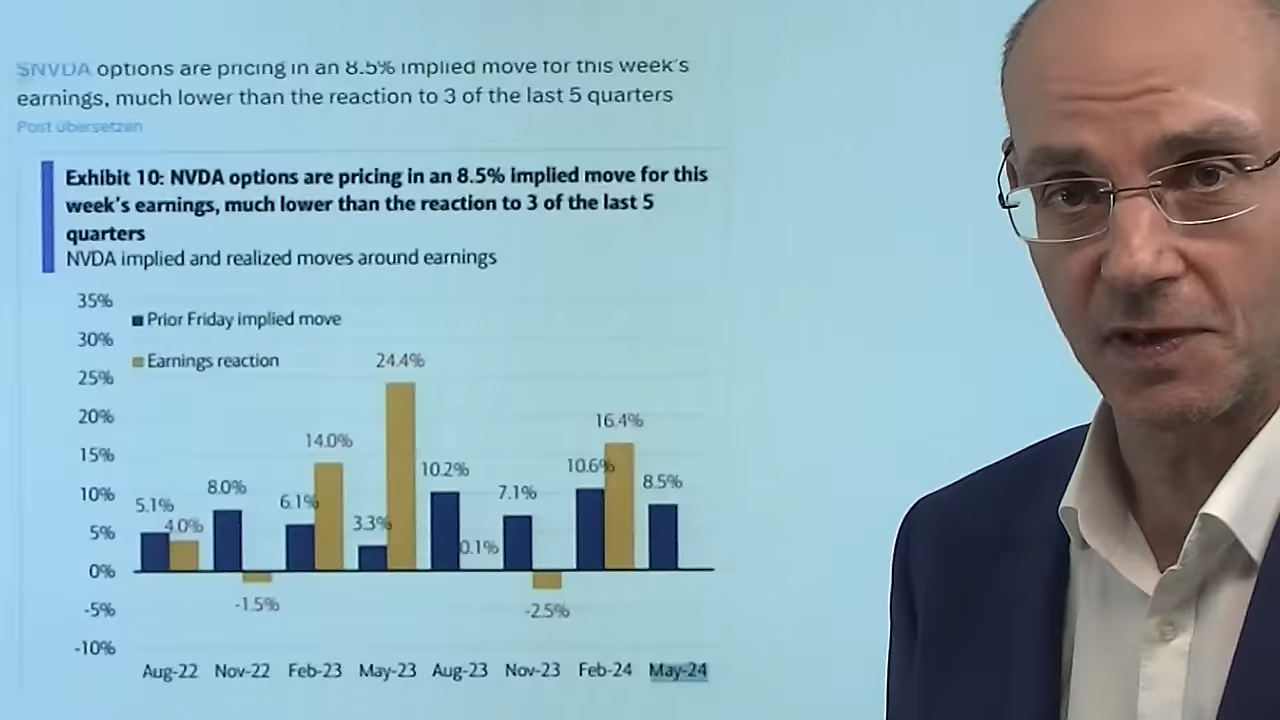 $NVDA options are pricing in an 8.5% implied move for this week's
earnings, much lower than the reaction to 3 of the last 5 quarters
Post übersetzen
Exhibit 10: NVDA options are pricing in an 8.5% implied move for this
week's earnings, much lower than the reaction to 3 of the last 5
quarters
NVDA implied and realized moves around earnings
35%
Prior Friday implied move
30%
Earnings reaction
24.4%
25%
20%
16.4%
15%
14.0%
10.2%
10.6%
8.5%
10%
8.0%
7.1%
5.1%
6.1%
5%
4.0%
3.3%
0.1%
0%
-5%
-1.5%
-2.5%
-10%
Aug-22 Nov-22 Feb-23 May-23 Aug-23 Nov-23 Feb-24 May-24